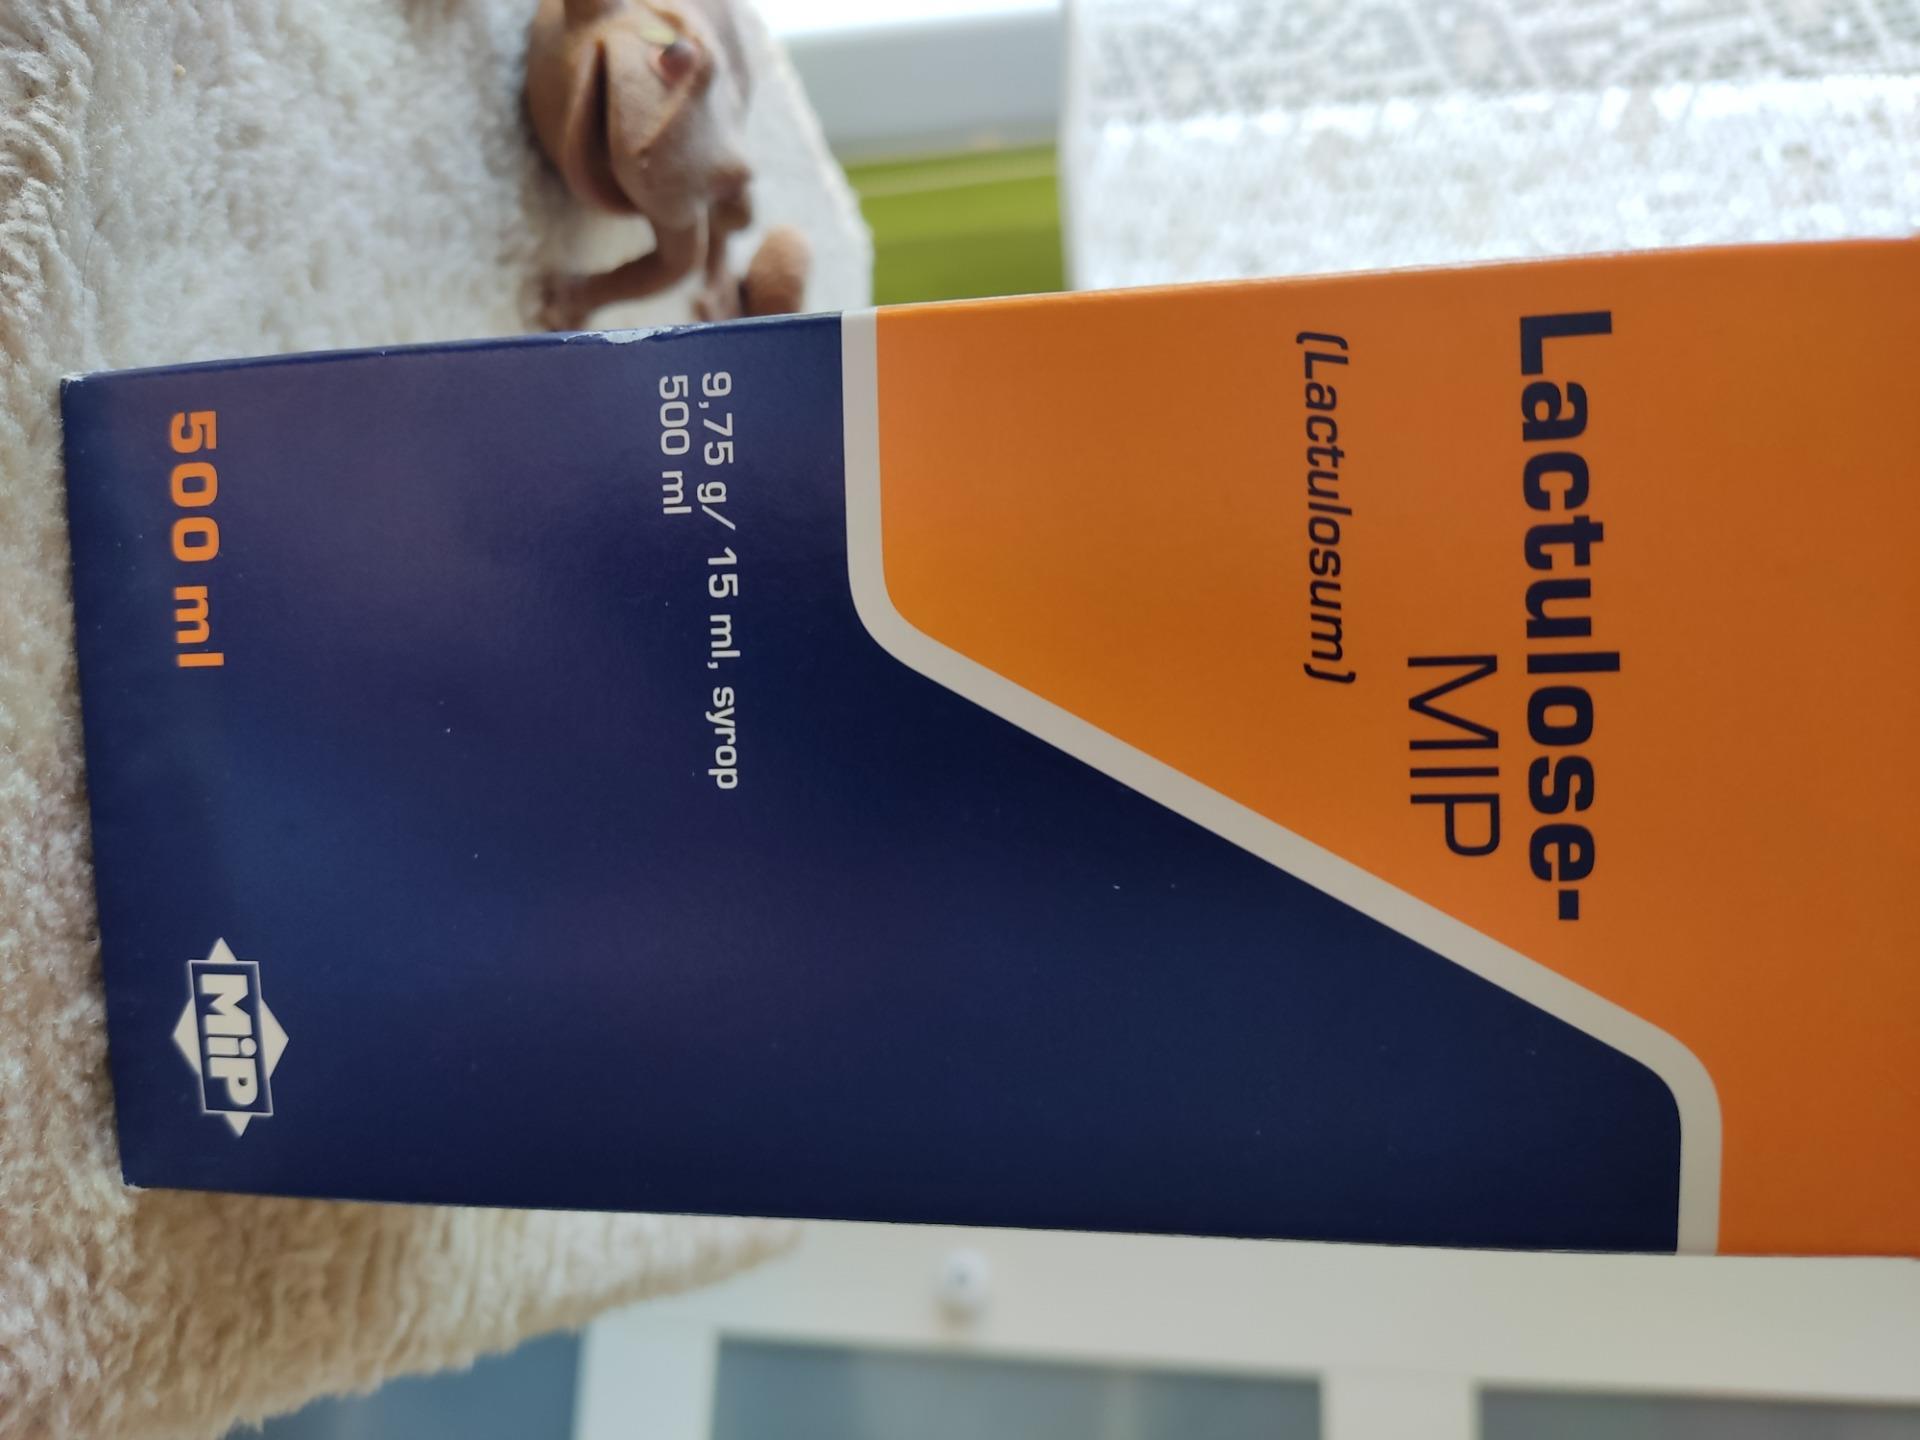 Lactulose-
MIP
(Lactulosum)
9,75 g/ 15 ml, syrop
500 ml
500 ml
MiP